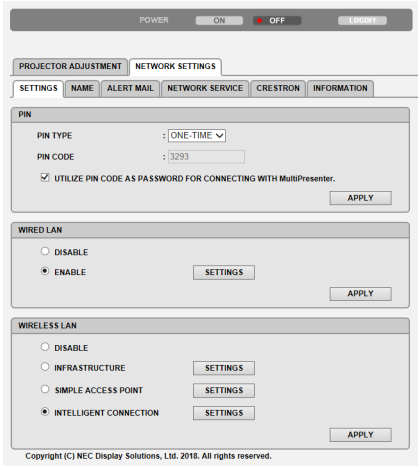 POWER ON OFF LOGOFF
PROJECTOR ADJUSTMENT NETWORK SETTINGS
SETTINGS NAME ALERT MAIL NETWORK SERVICE CRESTRON INFORMATION
PIN
PIN TYPE : ONE-TIME
PIN CODE : 3293
UTILIZE PIN CODE AS PASSWORD FOR CONNECTING WITH MultiPresenter.
APPLY
WIRED LAN
DISABLE
ENABLE SETTINGS
APPLY
WIRELESS LAN
DISABLE
INFRASTRUCTURE SETTINGS
SIMPLE ACCESS POINT SETTINGS
INTELLIGENT CONNECTION SETTINGS
APPLY
Copyright (C) NEC Display Solutions, Ltd. 2018. All rights reserved.